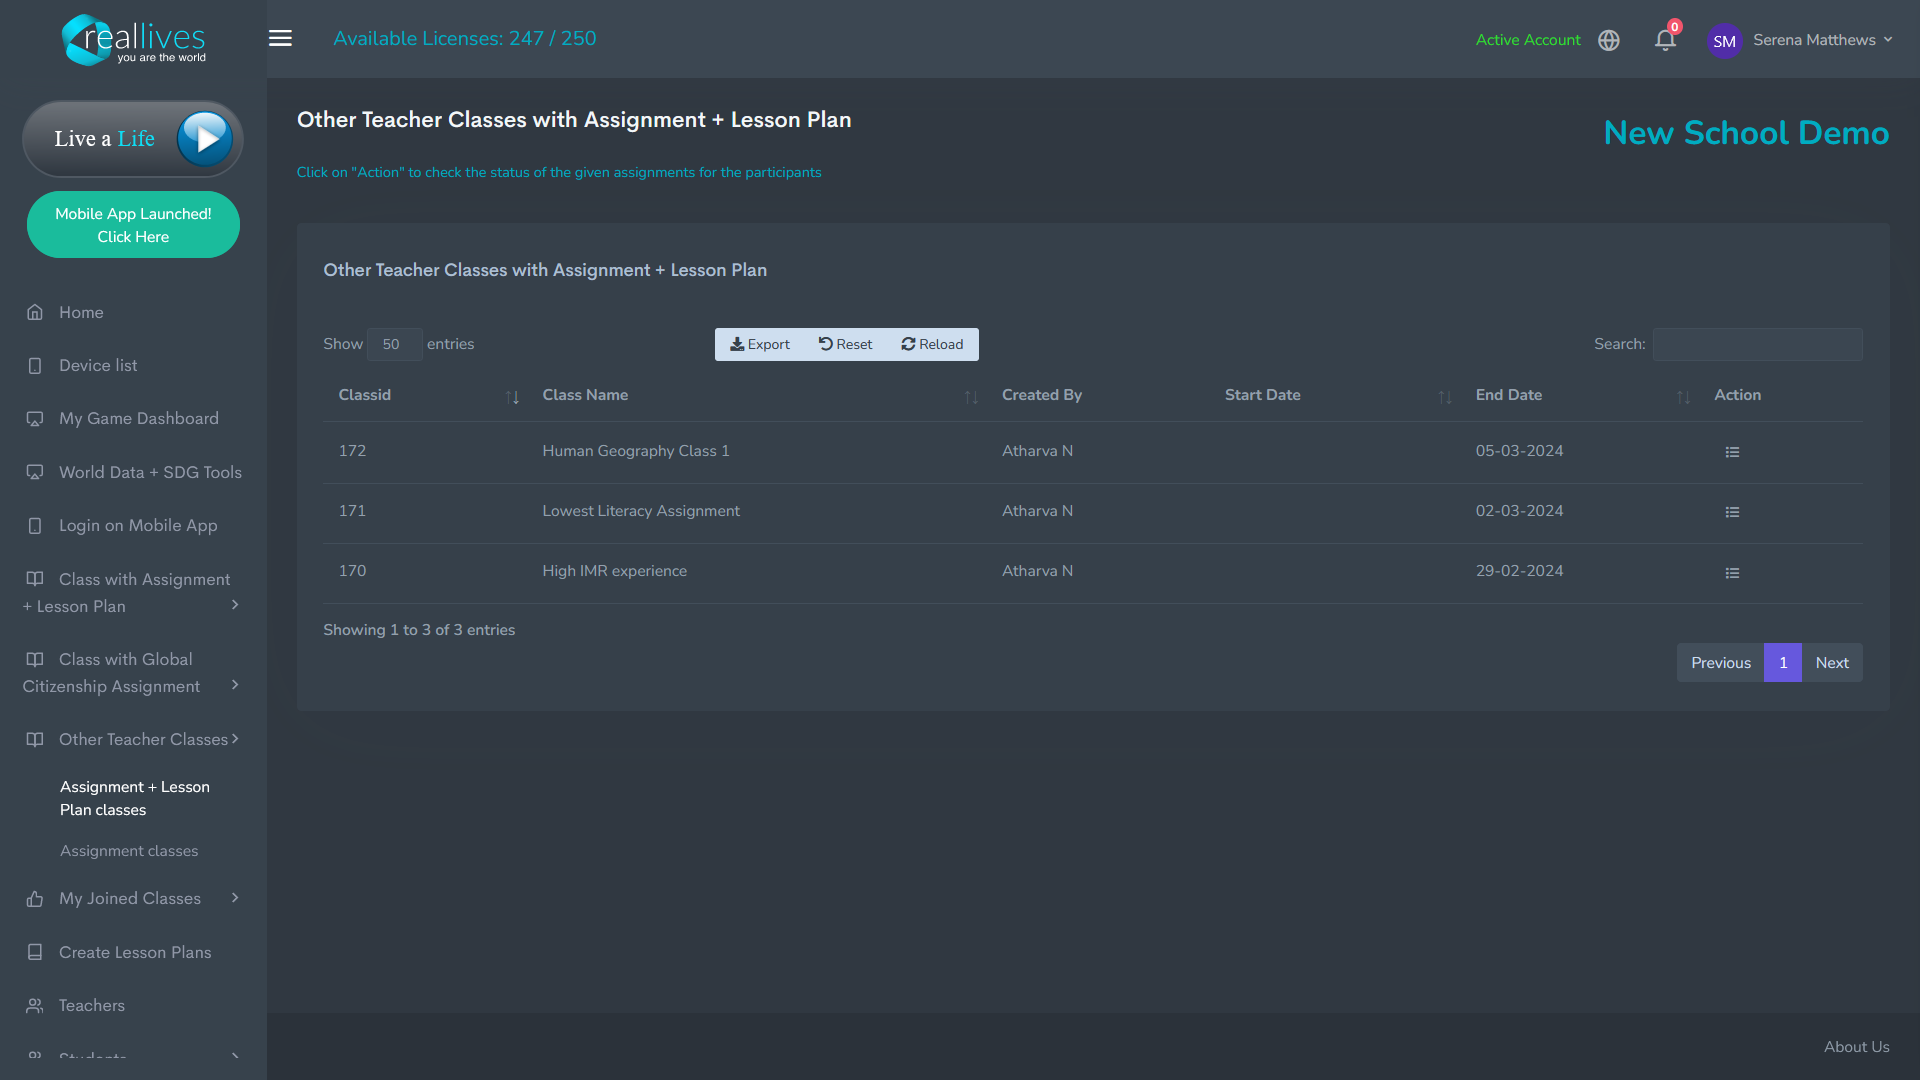 reallives
you are the world
Available Licenses: 247 / 250
Active Account
0
SM
Serena Matthews
Live a Life
Mobile App Launched!
Click Here
Home
Device list
My Game Dashboard
World Data + SDG Tools
Login on Mobile App
Class with Assignment
+ Lesson Plan
Class with Global
Citizenship Assignment
Other Teacher Classes
Assignment + Lesson
Plan classes
Assignment classes
My Joined Classes
Create Lesson Plans
Teachers
Students
Other Teacher Classes with Assignment + Lesson Plan
New School Demo
Click on "Action" to check the status of the given assignments for the participants
Other Teacher Classes with Assignment + Lesson Plan
Show 50 entries
Export Reset Reload
Search:
Classid Class Name Created By Start Date End Date Action
172 Human Geography Class 1 Atharva N 05-03-2024
171 Lowest Literacy Assignment Atharva N 02-03-2024
170 High IMR experience Atharva N 29-02-2024
Showing 1 to 3 of 3 entries
Previous 1 Next
About Us